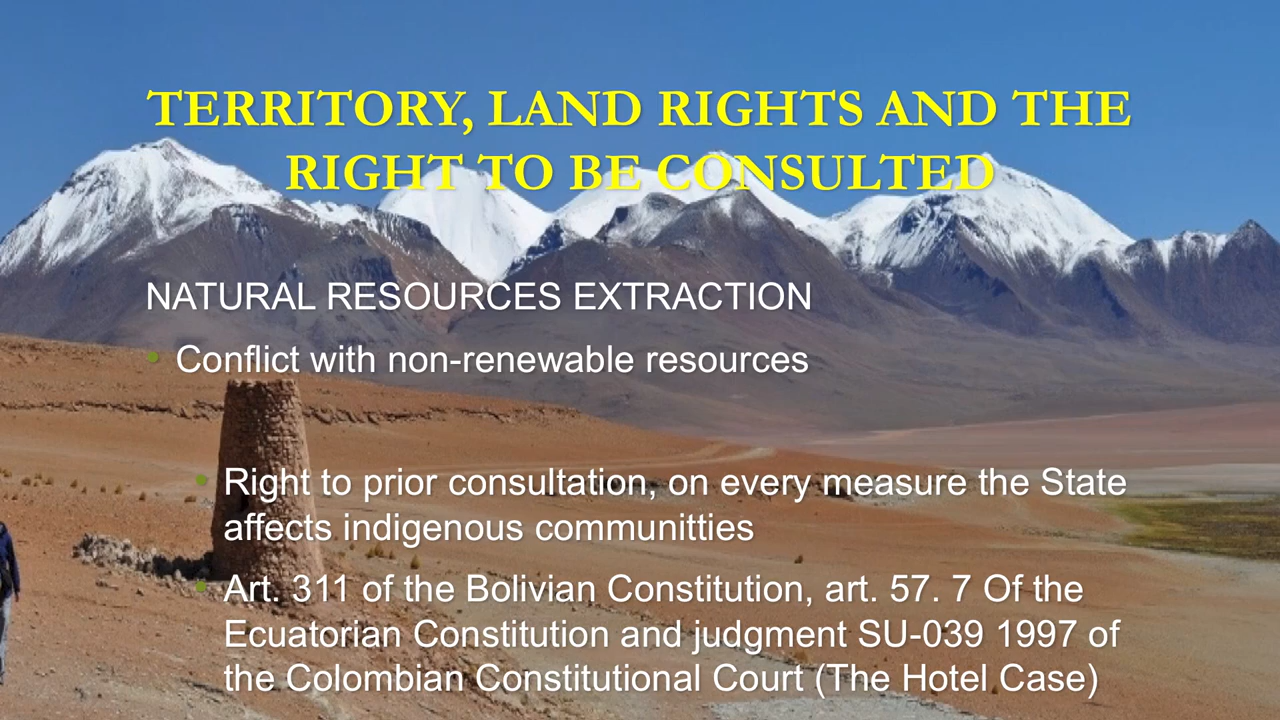 TERRITORY, LAND RIGHTS AND THE
RIGHT TO BE CONSULTED
NATURAL RESOURCES EXTRACTION
• Conflict with non-renewable resources
• Right to prior consultation, on every measure the State
affects indigenous communitties
• Art. 311 of the Bolivian Constitution, art. 57. 7 Of the
Ecuatorian Constitution and judgment SU-039 1997 of
the Colombian Constitutional Court (The Hotel Case)